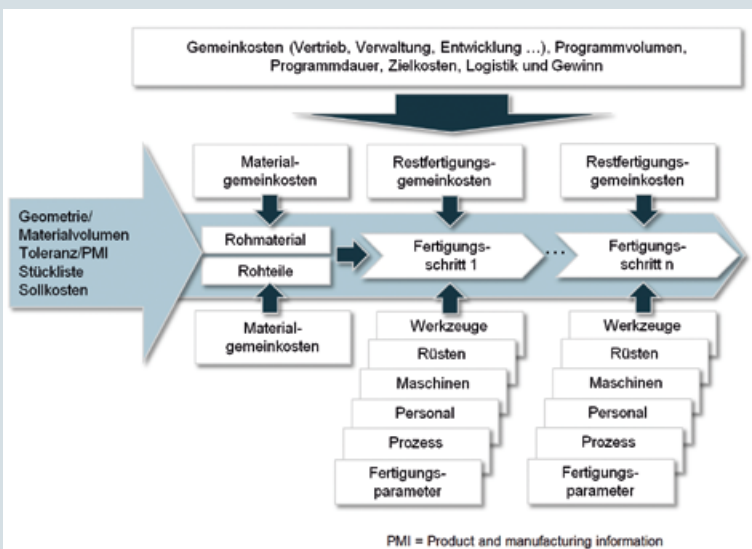 Gemeinkosten (Vertrieb, Verwaltung, Entwicklung ...), Programmvolumen,
Programmdauer, Zielkosten, Logistik und Gewinn
Material-
gemeinkosten
Restfertigungs-
gemeinkosten
Restfertigungs-
gemeinkosten
Geometrie/
Materialvolumen
Toleranz/PMI
Stückliste
Sollkosten
Rohmaterial
Rohteile
Fertigungs-
schritt 1
...
Fertigungs-
schritt n
Material-
gemeinkosten
Werkzeuge
Rüsten
Maschinen
Personal
Prozess
Fertigungs-
parameter
Werkzeuge
Rüsten
Maschinen
Personal
Prozess
Fertigungs-
parameter
PMI = Product and manufacturing information